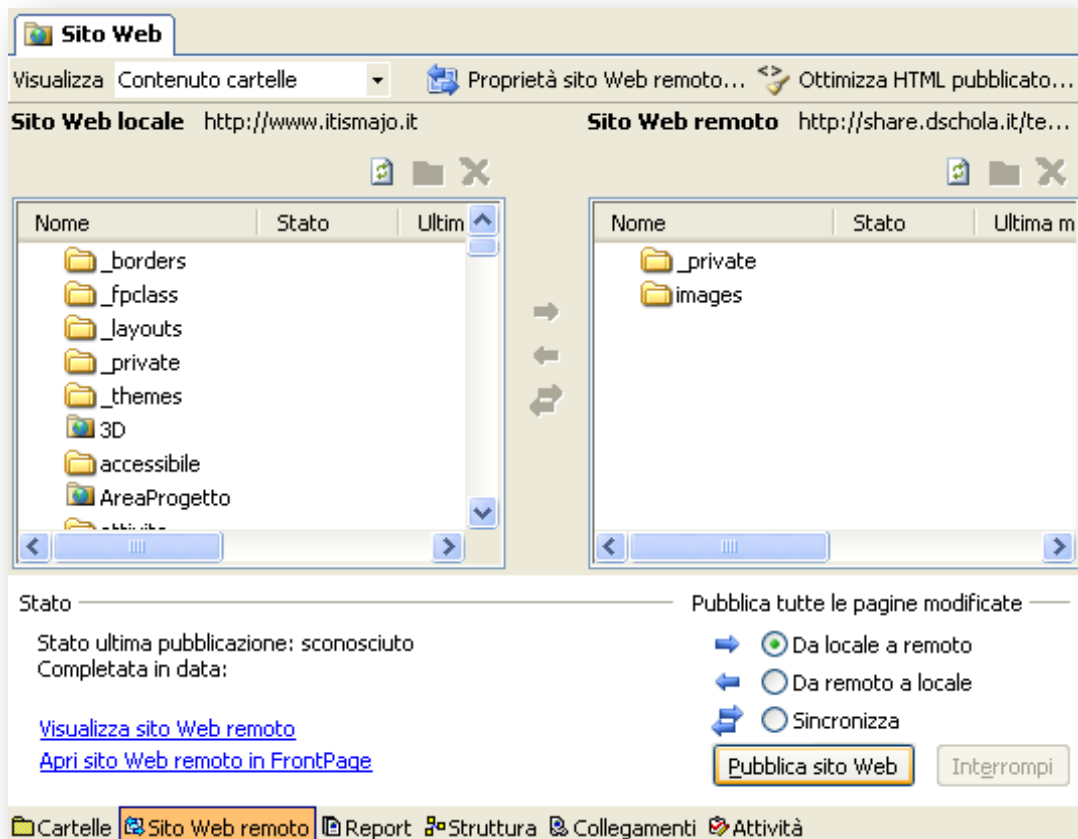 Sito Web
Visualizza Contenuto cartelle Proprietà sito Web remoto... Ottimizza HTML pubblicato...
Sito Web locale http://www.itismajo.it Sito Web remoto http://share.dschola.it/te...
Nome Stato Ultim Nome Stato Ultima m
_borders
_fpclass
_layouts
_private
_themes
3D
accessibile
AreaProgetto
_private
images
Stato
Stato ultima pubblicazione: sconosciuto
Completata in data:
Visualizza sito Web remoto
Apri sito Web remoto in FrontPage
Pubblica tutte le pagine modificate
Da locale a remoto
Da remoto a locale
Sincronizza
Pubblica sito Web Interrompi
Cartelle Sito Web remoto Report Struttura Collegamenti Attività